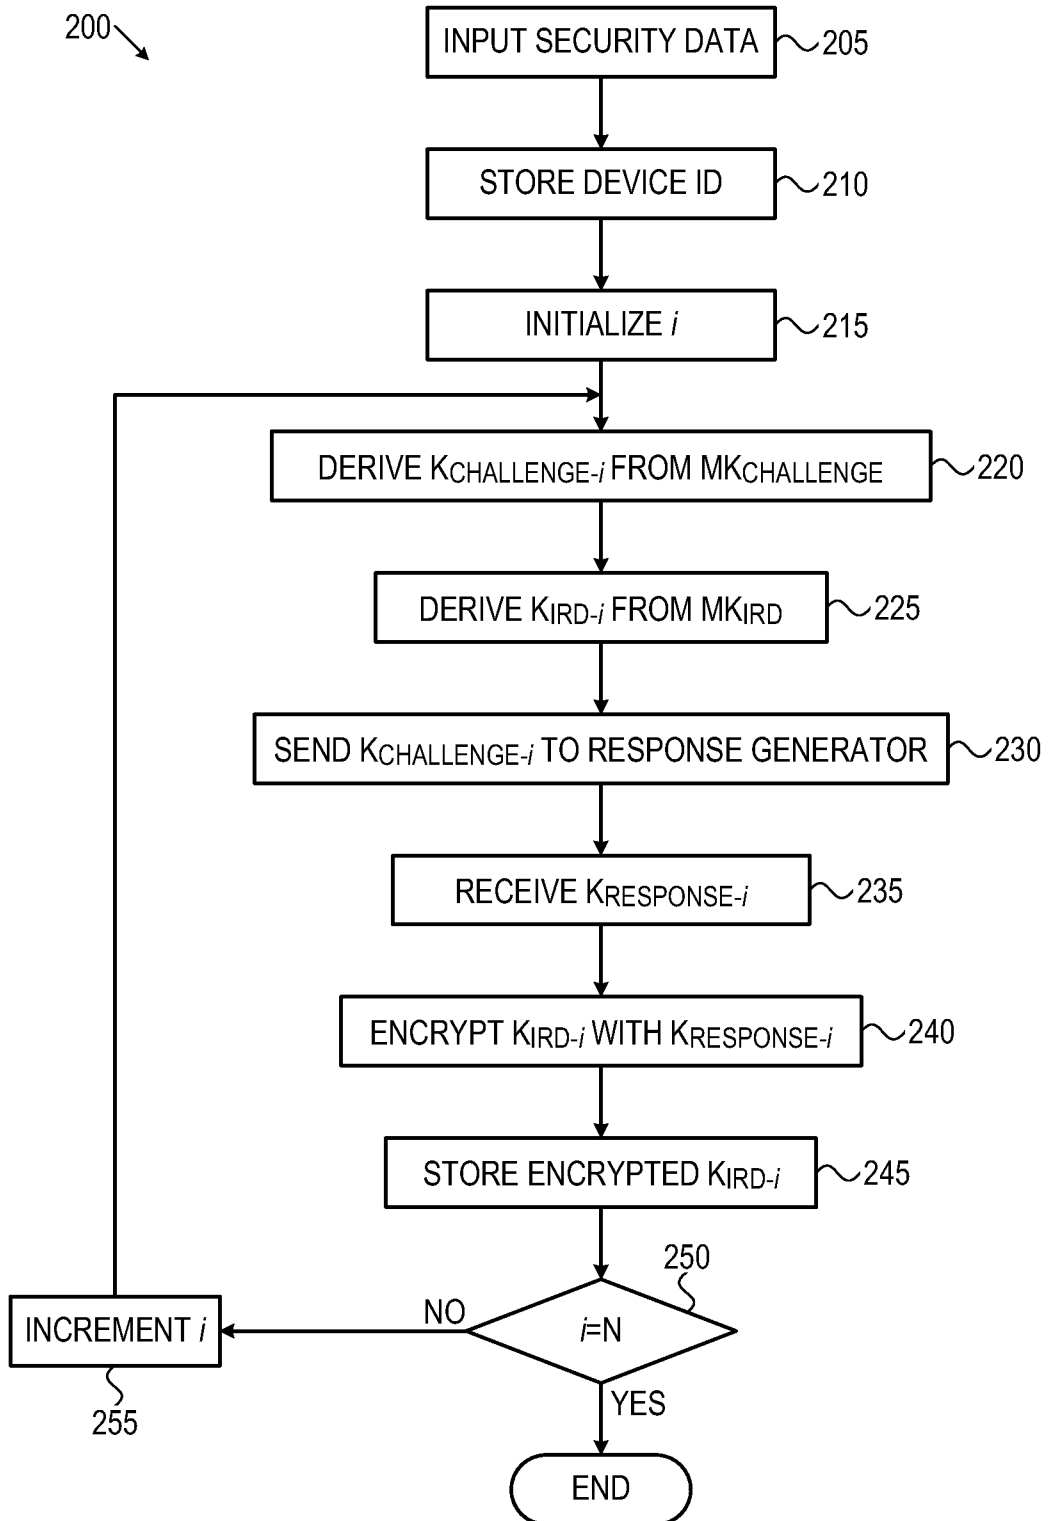 200
INPUT SECURITY DATA 205
STORE DEVICE ID 210
INITIALIZE i 215
DERIVE KCHALLENGE-i FROM MKCHALLENGE 220
DERIVE KIRD-i FROM MKIRD 225
SEND KCHALLENGE-i TO RESPONSE GENERATOR 230
RECEIVE KRESPONSE-i 235
ENCRYPT KIRD-i WITH KRESPONSE-i 240
STORE ENCRYPTED KIRD-i 245
250
i=N
NO
INCREMENT i
255
YES
END